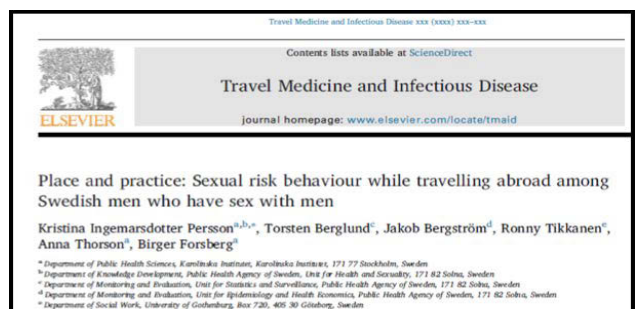 Travel Medicine and Infectious Disease xxx (xxxx) xxx–xxx
Contents lists available at ScienceDirect
Travel Medicine and Infectious Disease
ELSEVIER
journal homepage: www.elsevier.com/locate/tmaid
Place and practice: Sexual risk behaviour while travelling abroad among
Swedish men who have sex with men
Kristina Ingemarsdotter Persson a,b,*, Torsten Berglund c, Jakob Bergström d, Ronny Tikkanen e,
Anna Thorson a, Birger Forsberg a
a Department of Public Health Sciences, Karolinska Institutet, Karolinska Institutet, 171 77 Stockholm, Sweden
b Department of Knowledge Development, Public Health Agency of Sweden, Unit for Health and Sexuality, 171 82 Solna, Sweden
c Department of Monitoring and Evaluation, Unit for Statistics and Surveillance, Public Health Agency of Sweden, 171 82 Solna, Sweden
d Department of Monitoring and Evaluation, Unit for Epidemiology and Health Economics, Public Health Agency of Sweden, 171 82 Solna, Sweden
e Department of Social Work, University of Gothenburg, Box 720, 405 30 Göteborg, Sweden